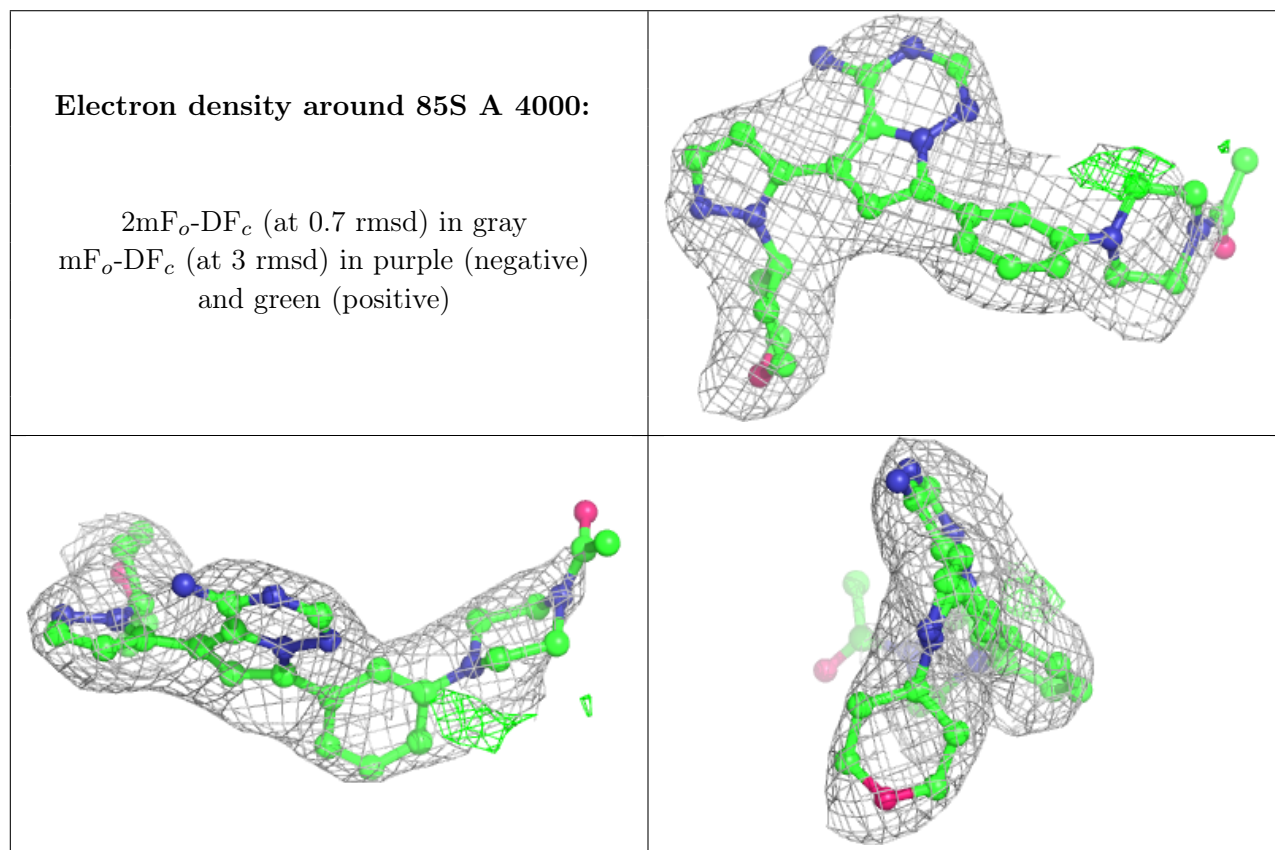 Electron density around 85S A 4000:
2mFo-DFc (at 0.7 rmsd) in gray
mFo-DFc (at 3 rmsd) in purple (negative)
and green (positive)